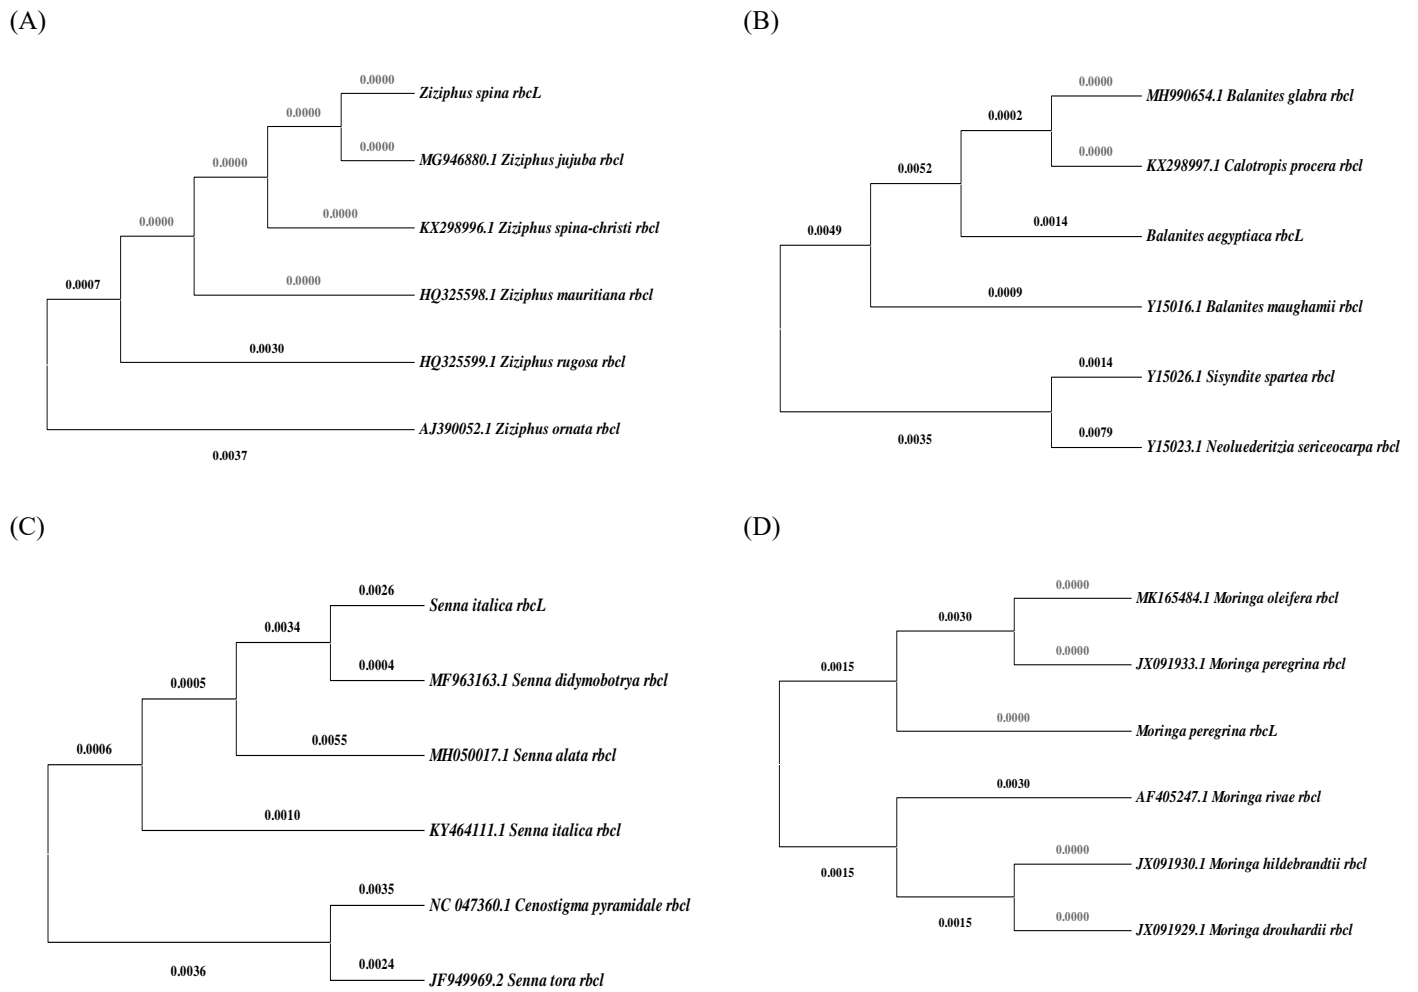 (A)
0.0000
Ziziphus spina rbcL
0.0000
0.0000
MG946880.1 Ziziphus jujuba rbcl
0.0000
0.0000
KX298996.1 Ziziphus spina-christi rbcl
0.0000
0.0000
HQ325598.1 Ziziphus mauritiana rbcl
0.0007
0.0030
HQ325599.1 Ziziphus rugosa rbcl
AJ390052.1 Ziziphus ornata rbcl
0.0037
(B)
0.0000
MH990654.1 Balanites glabra rbcl
0.0002
0.0000
KX298997.1 Calotropis procera rbcl
0.0052
0.0014
Balanites aegyptiaca rbcL
0.0049
0.0009
Y15016.1 Balanites maughamii rbcl
0.0014
Y15026.1 Sisyndite spartea rbcl
0.0035
0.0079
Y15023.1 Neoluederitzia sericeocarpa rbcl
(C)
0.0026
Senna italica rbcL
0.0034
0.0004
MF963163.1 Senna didymobotrya rbcl
0.0005
0.0055
MH050017.1 Senna alata rbcl
0.0006
0.0010
KY464111.1 Senna italica rbcl
0.0035
NC 047360.1 Cenostigma pyramidale rbcl
0.0036
0.0024
JF949969.2 Senna tora rbcl
(D)
0.0000
MK165484.1 Moringa oleifera rbcl
0.0030
0.0000
JX091933.1 Moringa peregrina rbcl
0.0015
0.0000
Moringa peregrina rbcL
0.0030
AF405247.1 Moringa rivae rbcl
0.0015
0.0000
JX091930.1 Moringa hildebrandtii rbcl
0.0015
0.0000
JX091929.1 Moringa drouhardii rbcl